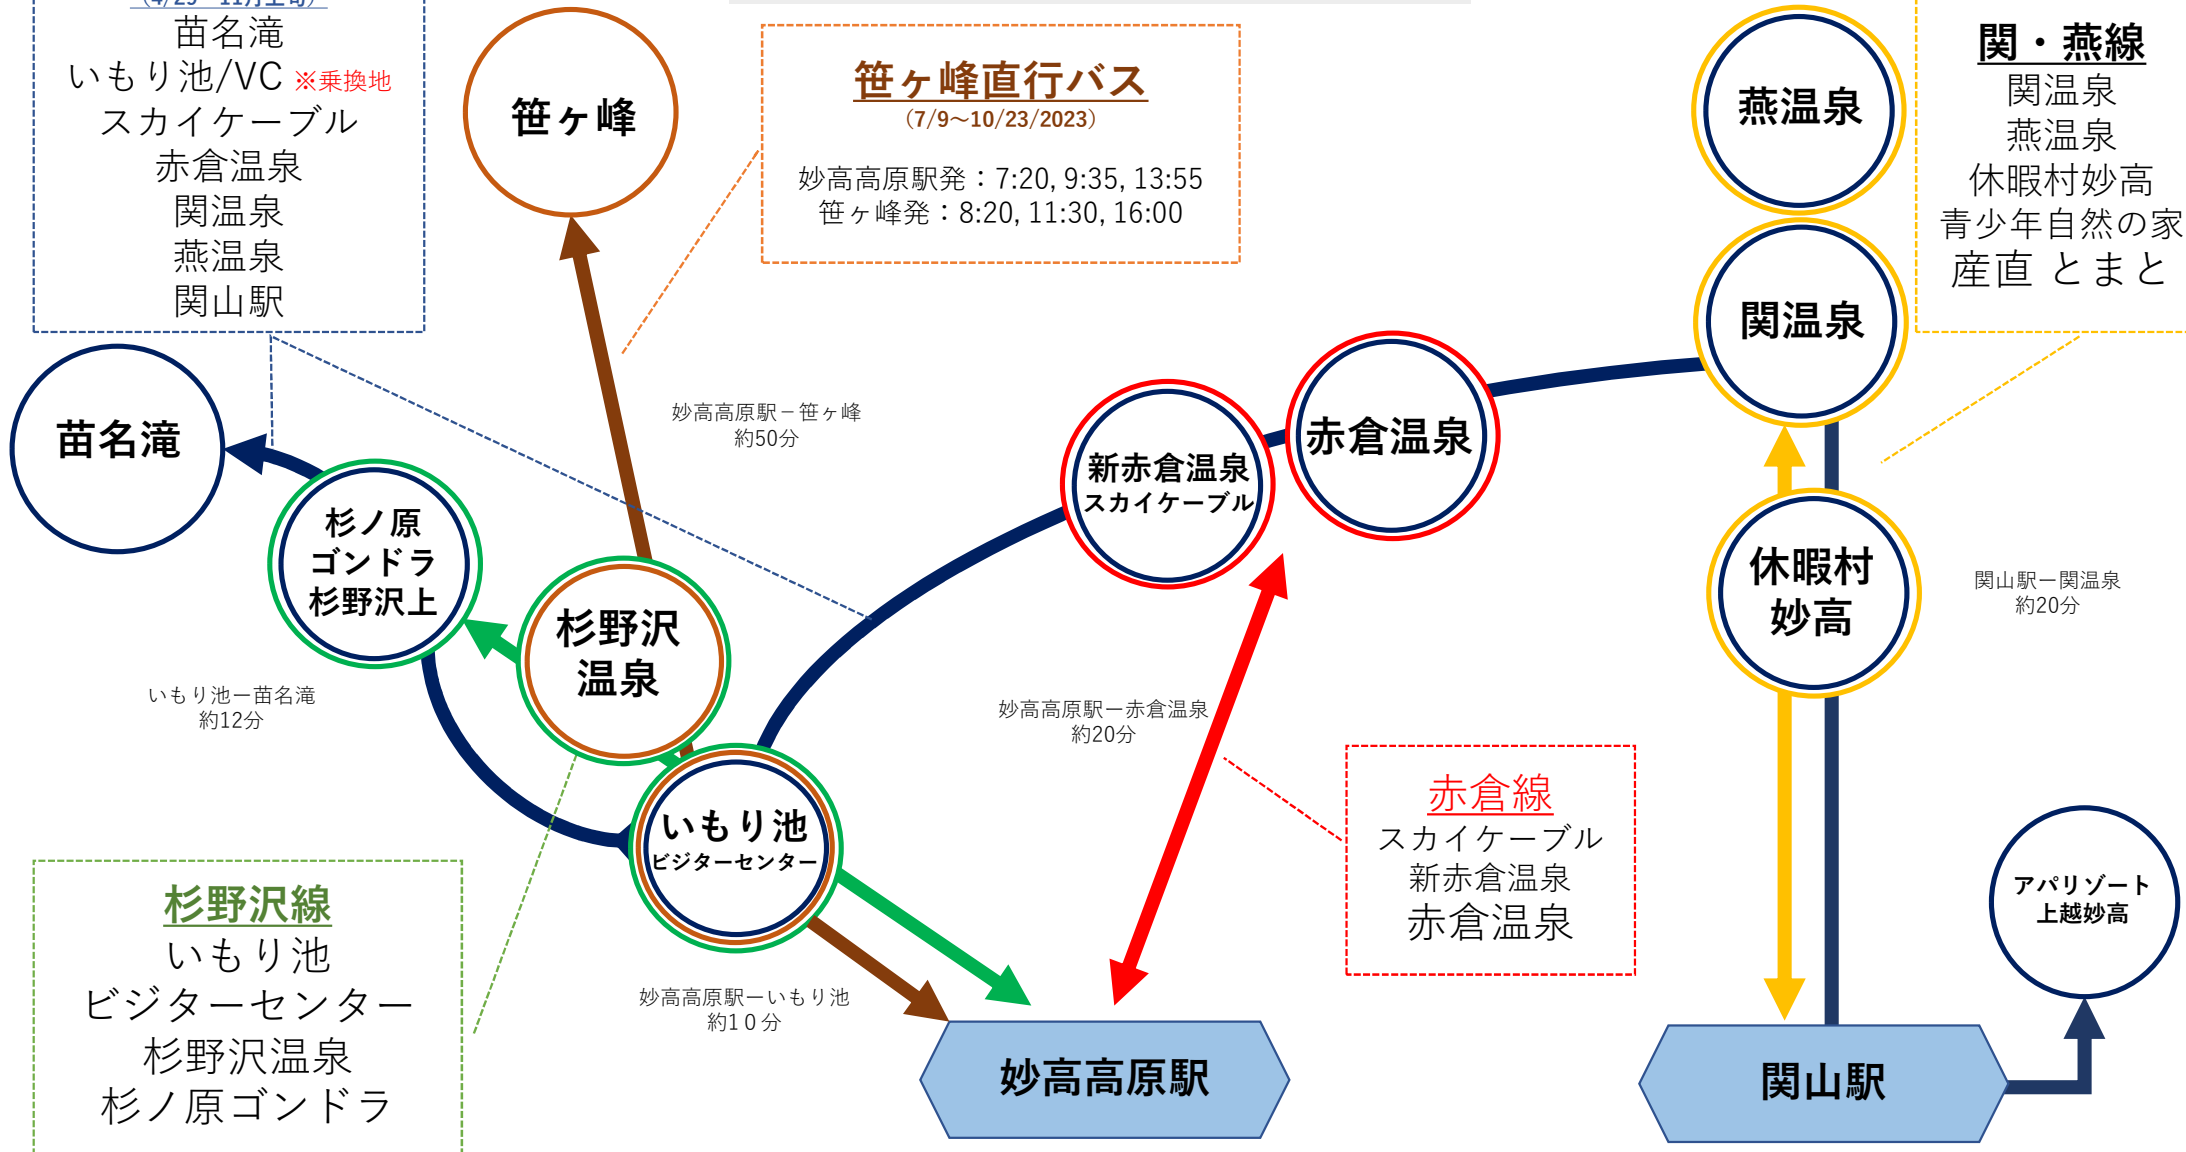 (4/29～11月上旬)
苗名滝
いもり池/VC ※乗換地
スカイケーブル
赤倉温泉
関温泉
燕温泉
関山駅
笹ヶ峰
笹ヶ峰直行バス
(7/9～10/23/2023)
妙高高原駅発：7:20, 9:35, 13:55
笹ヶ峰発：8:20, 11:30, 16:00
燕温泉
関・燕線
関温泉
燕温泉
休暇村妙高
青少年自然の家
産直 とまと
関温泉
苗名滝
妙高高原駅－笹ヶ峰
約50分
赤倉温泉
新赤倉温泉
スカイケーブル
杉ノ原
ゴンドラ
杉野沢上
休暇村
妙高
関山駅ー関温泉
約20分
杉野沢
温泉
いもり池ー苗名滝
約12分
妙高高原駅ー赤倉温泉
約20分
赤倉線
スカイケーブル
新赤倉温泉
赤倉温泉
いもり池
ビジターセンター
アパリゾート
上越妙高
杉野沢線
いもり池
ビジターセンター
杉野沢温泉
杉ノ原ゴンドラ
妙高高原駅ーいもり池
約1０分
妙高高原駅
関山駅